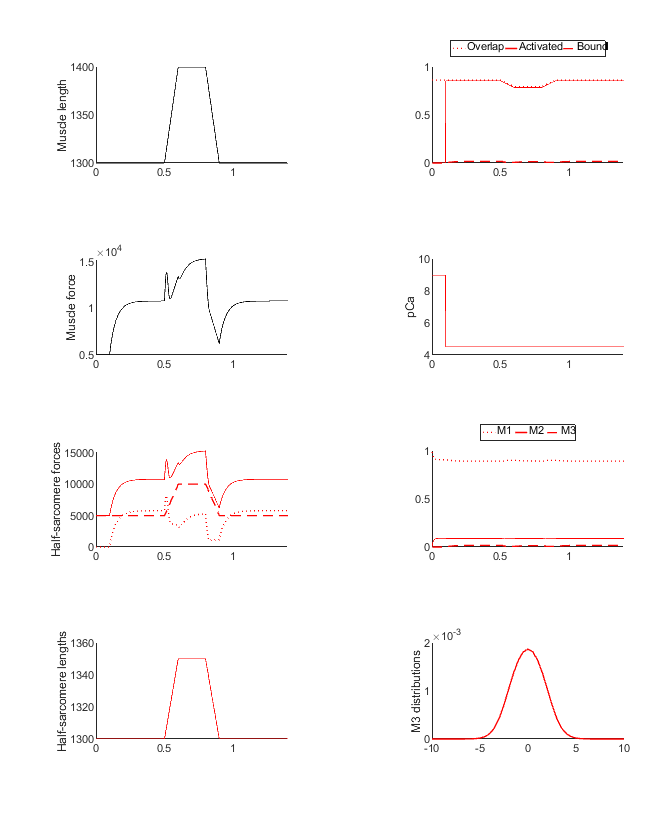 Overlap Activated Bound
Muscle length
1400
1350
1300
0 0.5 1
1
0.5
0
0 0.5 1
Muscle force
×10^4
1.5
1
0.5
0 0.5 1
pCa
10
8
6
4
0 0.5 1
M1 M2 M3
Half-sarcomere forces
15000
10000
5000
0
0 0.5 1
1
0.5
0
0 0.5 1
Half-sarcomere lengths
1360
1340
1320
1300
0 0.5 1
M3 distributions
×10^-3
2
1
0
-10 -5 0 5 10